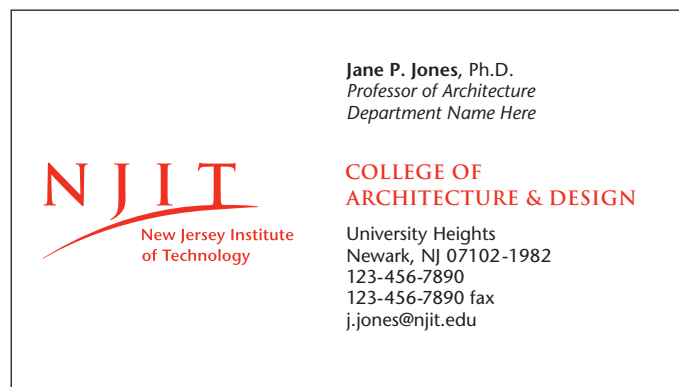 Jane P. Jones, Ph.D.
Professor of Architecture
Department Name Here
NJIT
New Jersey Institute
of Technology
COLLEGE OF
ARCHITECTURE & DESIGN
University Heights
Newark, NJ 07102-1982
123-456-7890
123-456-7890 fax
j.jones@njit.edu